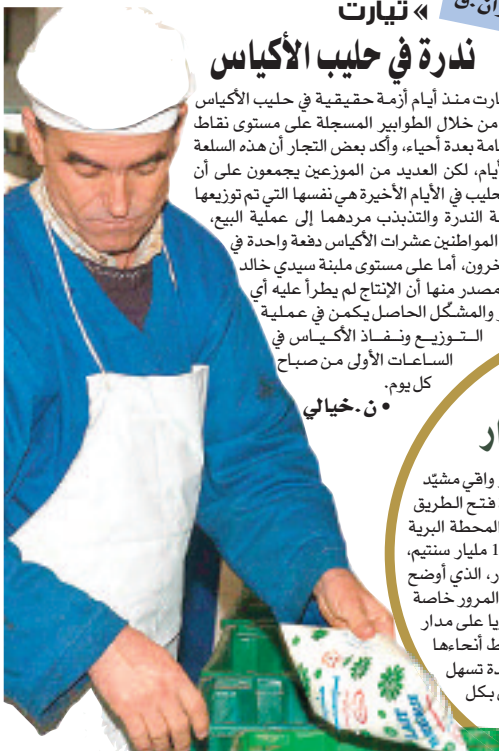 » تيارت
ندرة في حليب الأكياس
يارت منذ أيام أزمة حقيقية في حليب الأكياس
من خلال الطوابير المسجلة على مستوى نقاط
امة بعدة أحياء، وأكد بعض التجار أن هذه السلعة
أيام، لكن العديد من الموزعين يجمعون على أن
حليب في الأيام الأخيرة هي نفسها التي تم توزيعها
ة الندرة والتذبذب مردهما إلى عملية البيع،
المواطنين عشرات الأكياس دفعة واحدة في
خرون، أما على مستوى ملبنة سيدي خالد
مصدر منها أن الإنتاج لم يطرأ عليه أي
والمشكل الحاصل يكمن في عملية
التوزيع ونفاذ الأكياس في
الساعات الأولى من صباح
كل يوم.
• ن.خيالي
ار
واقي مشيّد
فتح الطريق
المحطة البرية
1 مليار سنتيم،
ر، الذي أوضح
المرور خاصة
يا على مدار
ط أنحاءها
دة تسهل
بكل